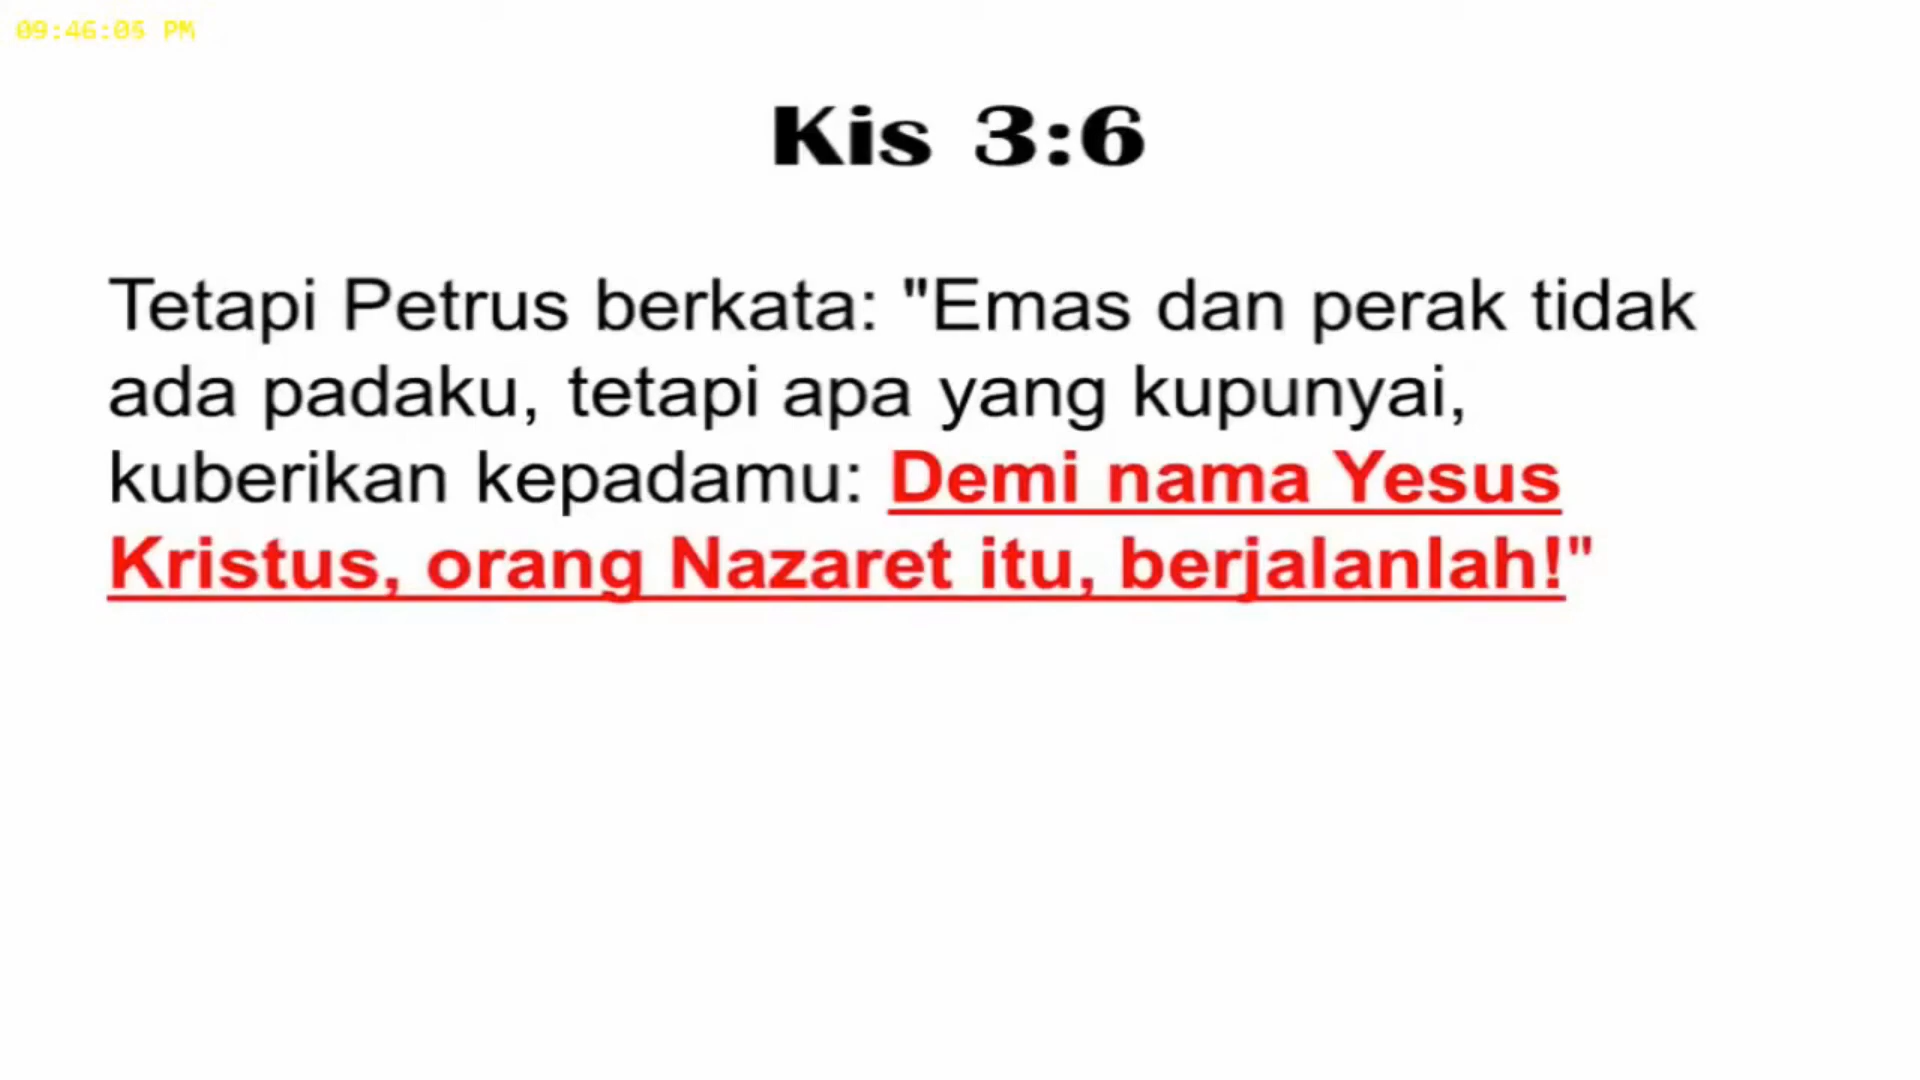 09:46:05 PM
Kis 3:6
Tetapi Petrus berkata: "Emas dan perak tidak
ada padaku, tetapi apa yang kupunyai,
kuberikan kepadamu: Demi nama Yesus
Kristus, orang Nazaret itu, berjalanlah!"